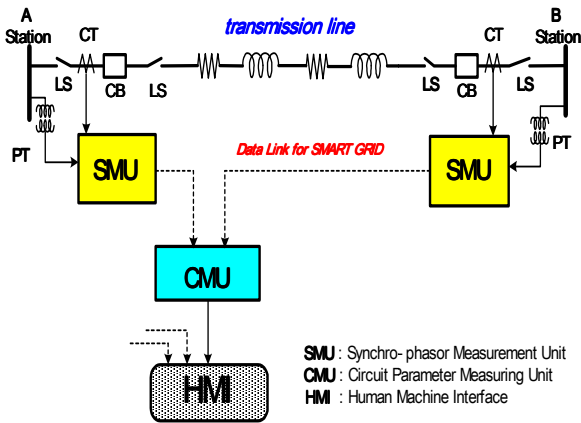 A
Station
CT
transmission line
CT
B
Station
LS
CB
LS
LS
CB
LS
PT
SMU
Data Link for SMART GRID
SMU
PT
CMU
HMI
SMU : Synchro- phasor Measurement Unit
CMU : Circuit Parameter Measuring Unit
HMI : Human Machine Interface